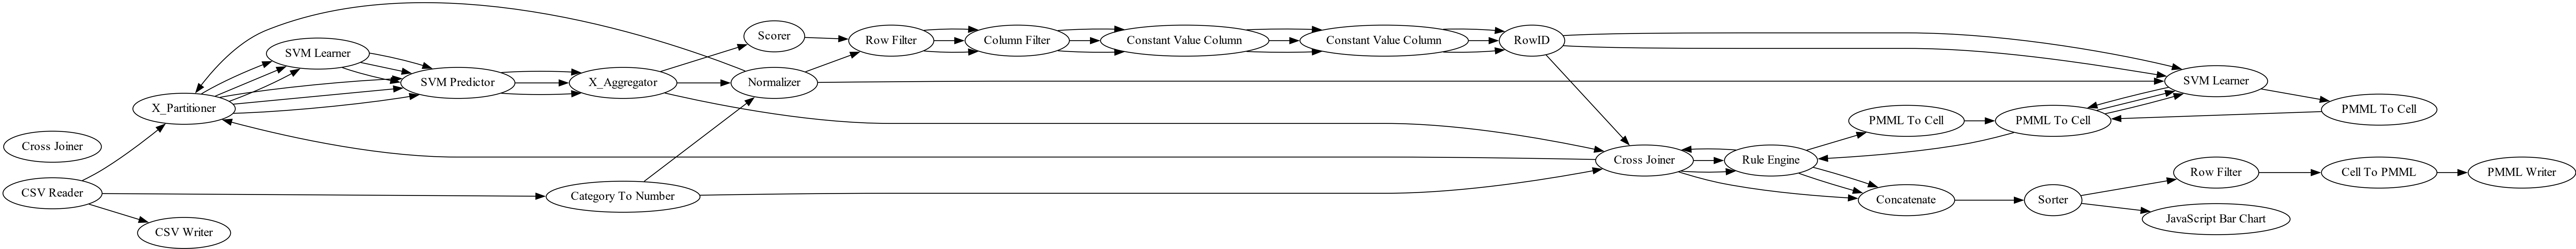 Scorer
Row Filter
Column Filter
Constant Value Column
Constant Value Column
RowID
SVM Learner
SVM Predictor
X_Aggregator
Normalizer
SVM Learner
X_Partitioner
PMML To Cell
PMML To Cell
PMML To Cell
Cross Joiner
Cross Joiner
Rule Engine
CSV Reader
Category To Number
Concatenate
Sorter
Row Filter
Cell To PMML
PMML Writer
JavaScript Bar Chart
CSV Writer